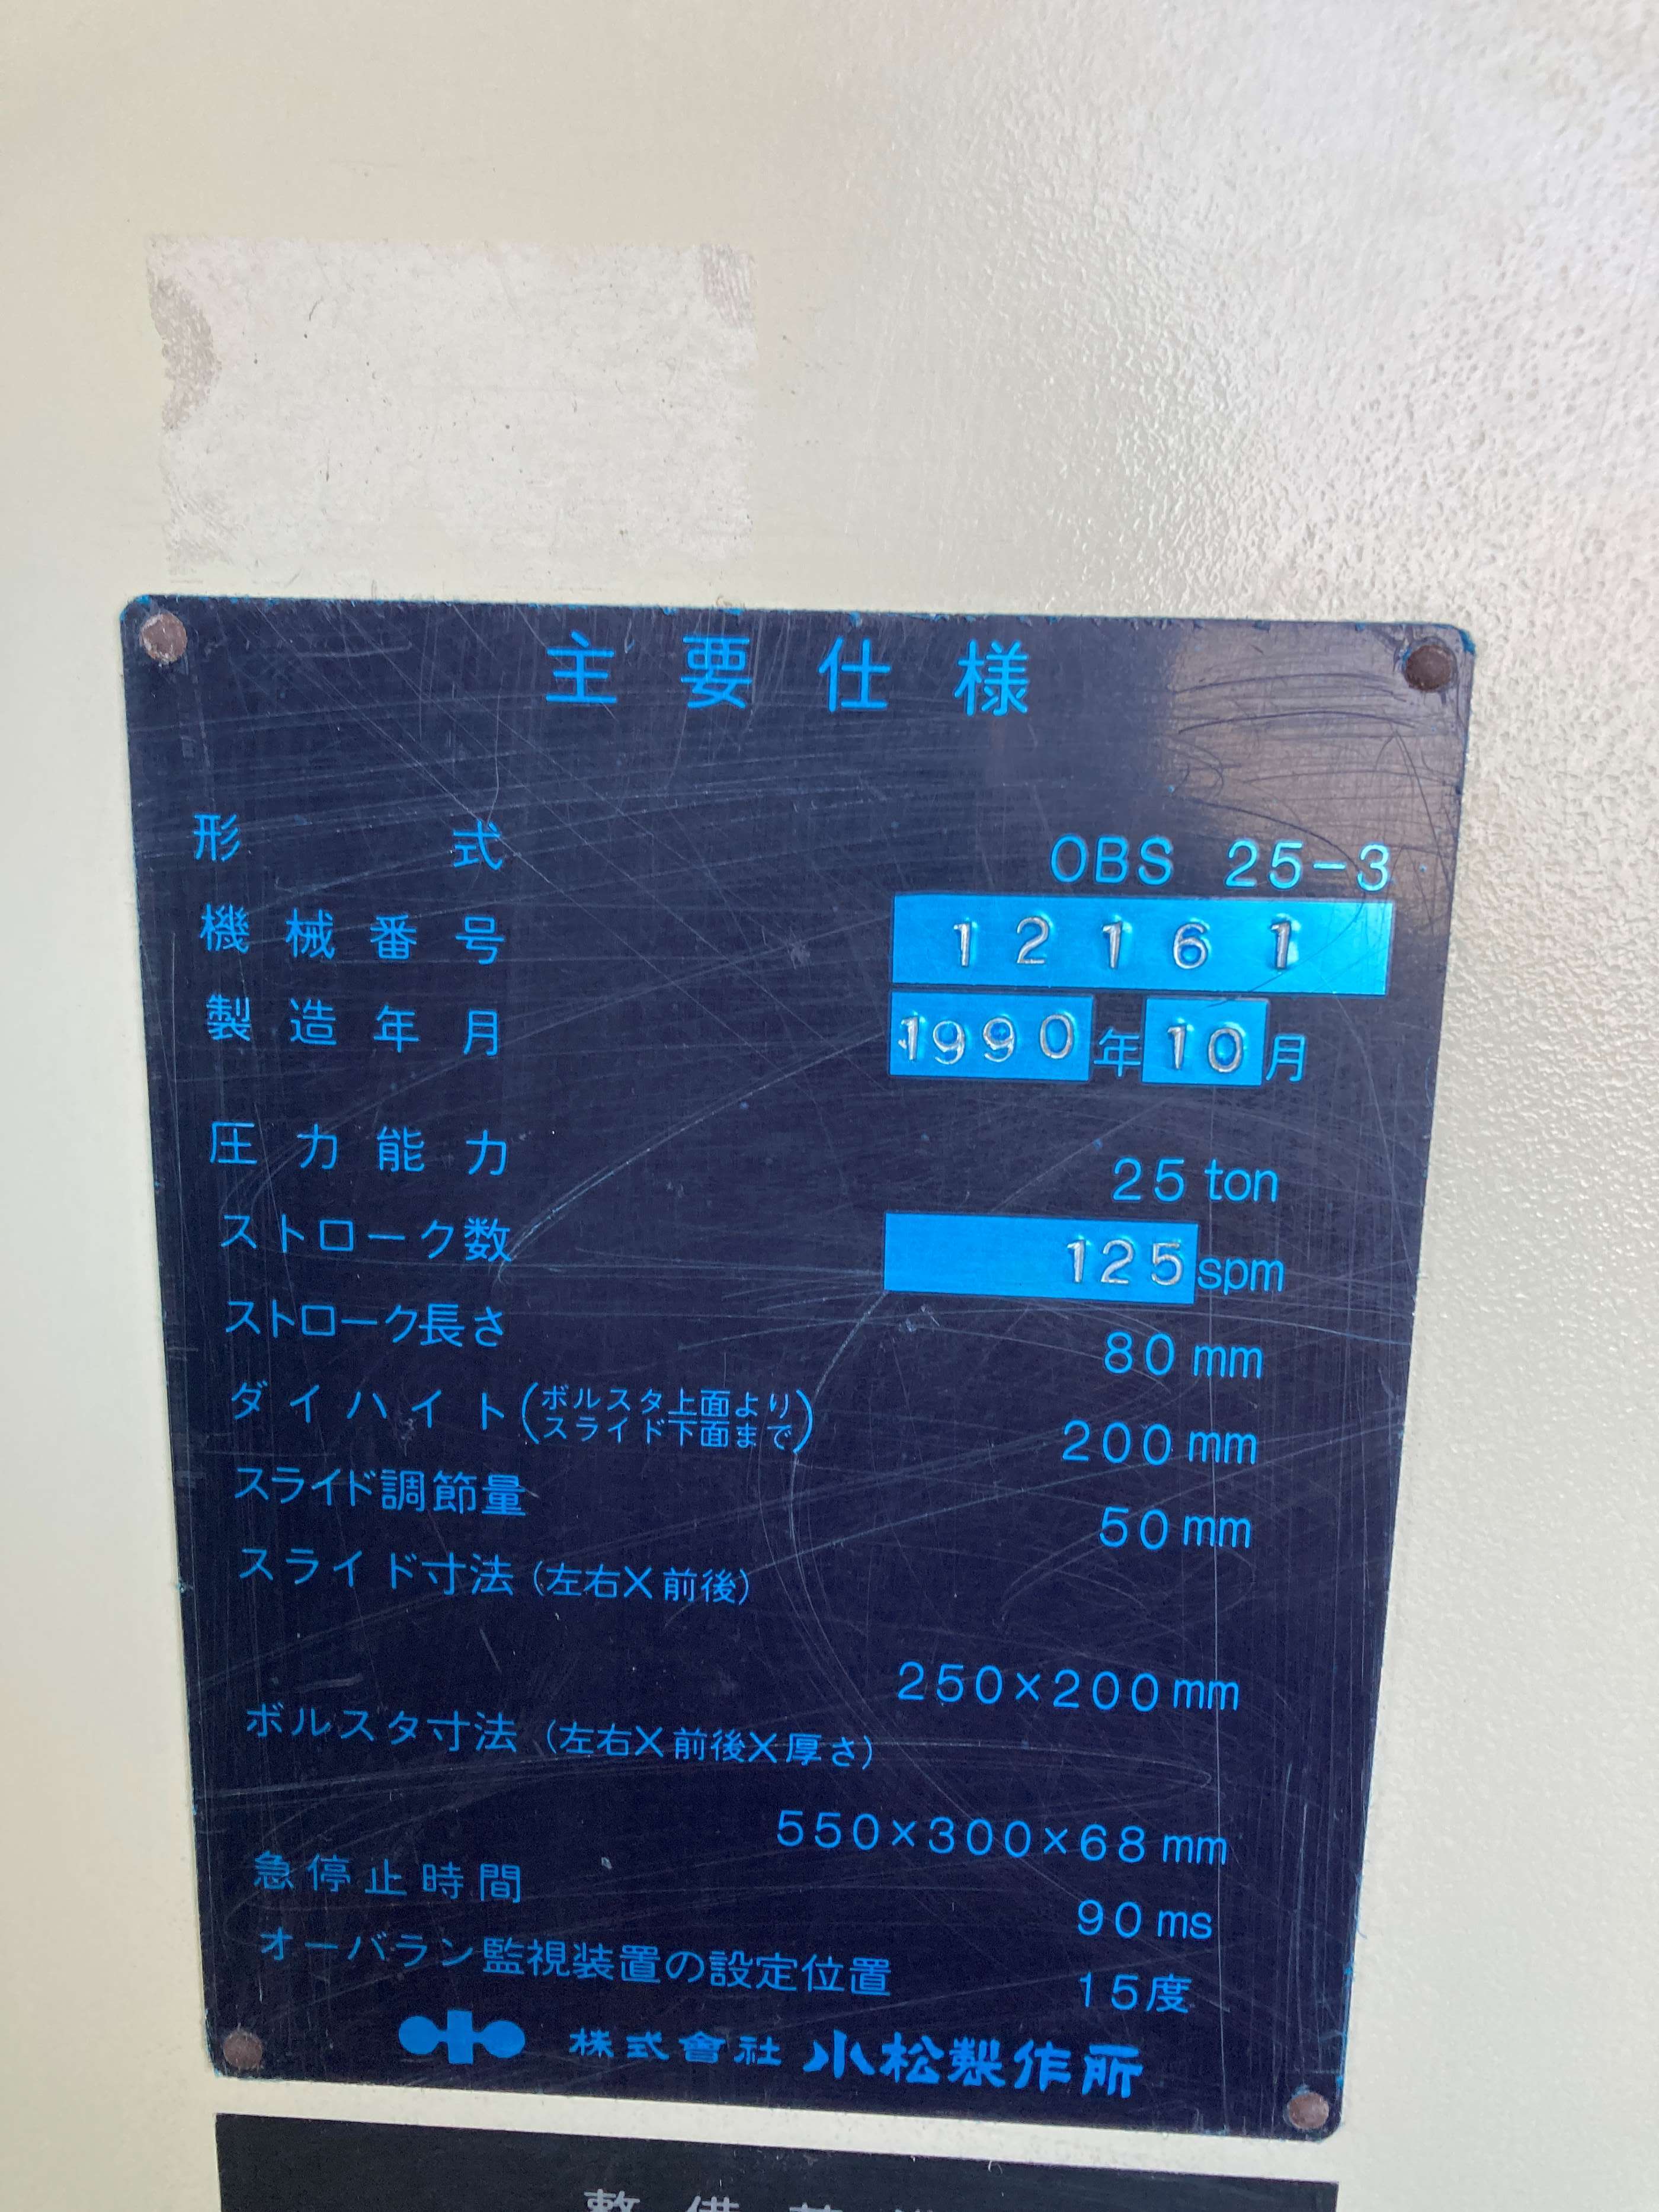 主要仕様
形式 OBS 25-3
機械番号 12161
製造年月 1990年10月
圧力能力 25 ton
ストローク数 125 spm
ストローク長さ 80 mm
ダイハイト(ボルスタ上面より
スライド下面まで) 200 mm
スライド調節量 50 mm
スライド寸法 (左右×前後)
250×200 mm
ボルスタ寸法 (左右×前後×厚さ)
550×300×68 mm
急停止時間 90 ms
オーバラン監視装置の設定位置 15度
株式會社 小松製作所